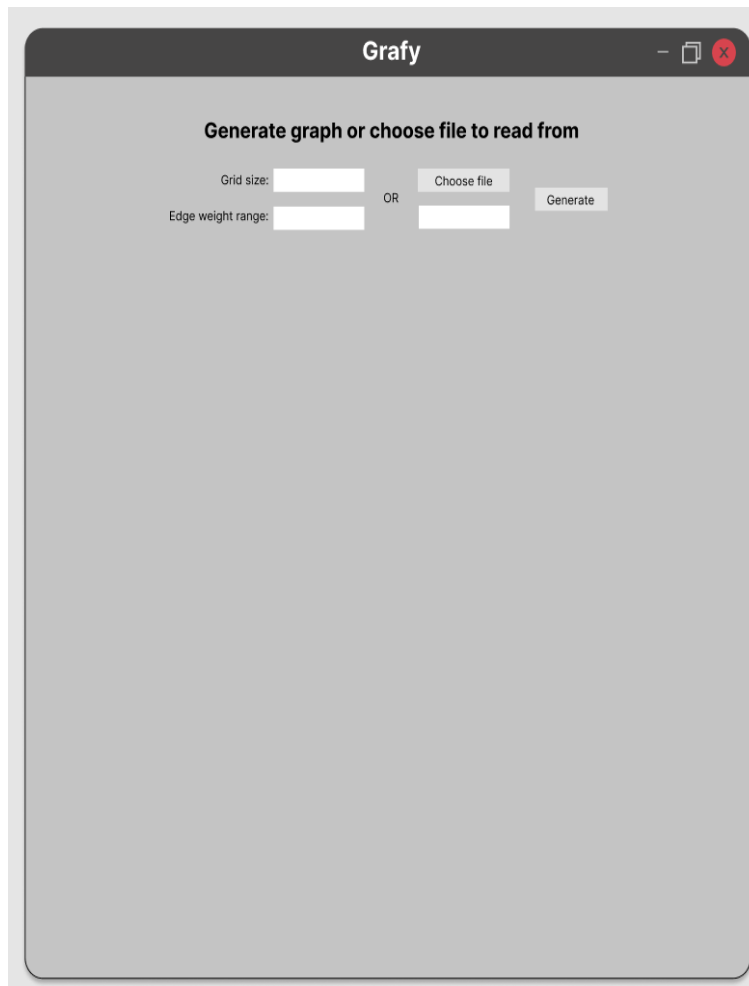 Grafy
X
Generate graph or choose file to read from
Grid size:
Choose file
OR
Generate
Edge weight range: